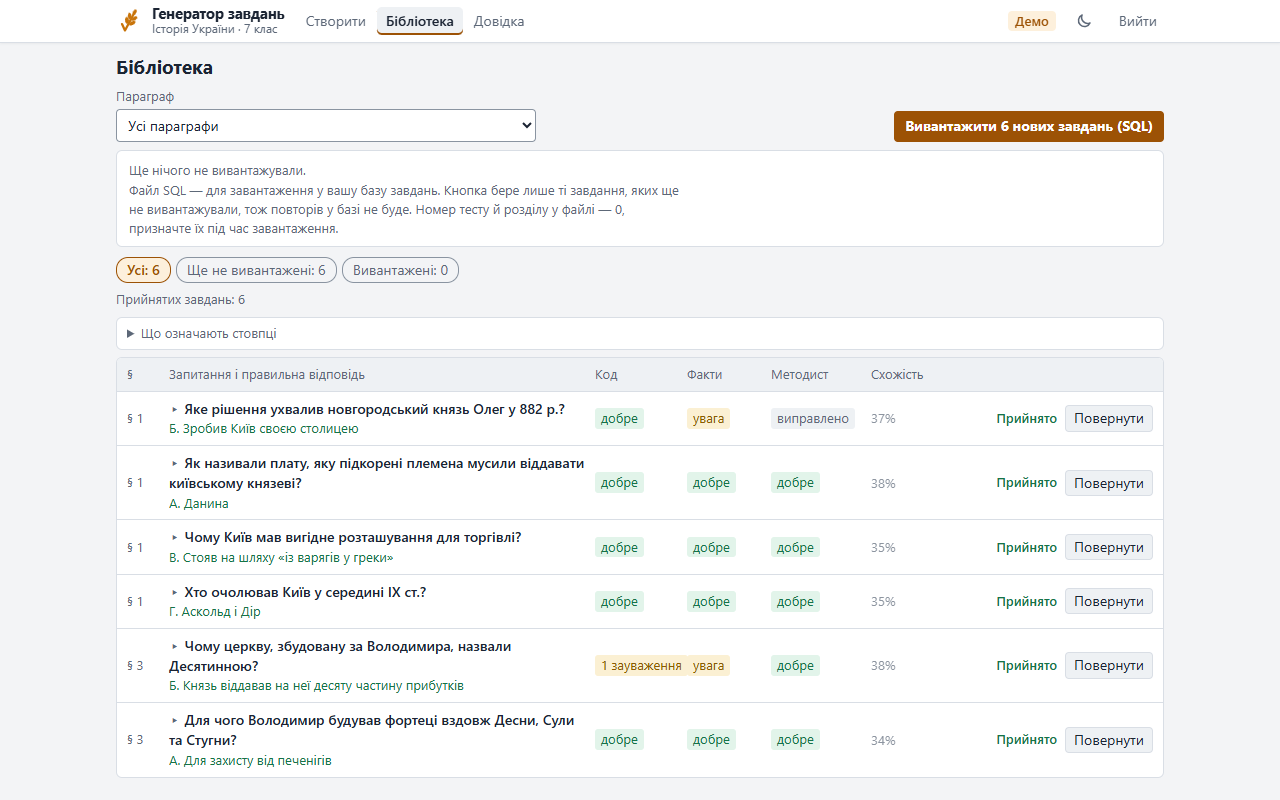 Генератор завдань
Історія України · 7 клас
Створити
Бібліотека
Довідка
Демо
Вийти
Бібліотека
Параграф
Усі параграфи
Вивантажити 6 нових завдань (SQL)
Ще нічого не вивантажували.
Файл SQL — для завантаження у вашу базу завдань. Кнопка бере лише ті завдання, яких ще
не вивантажували, тож повторів у базі не буде. Номер тесту й розділу у файлі — 0,
призначте їх під час завантаження.
Усі: 6
Ще не вивантажені: 6
Вивантажені: 0
Прийнятих завдань: 6
Що означають стовпці
§ Запитання і правильна відповідь Код Факти Методист Схожість
§ 1 Яке рішення ухвалив новгородський князь Олег у 882 р.? добре увага виправлено 37% Прийнято Повернути
Б. Зробив Київ своєю столицею
Як називали плату, яку підкорені племена мусили віддавати
§ 1 київському князеві? добре добре добре 38% Прийнято Повернути
А. Данина
§ 1 Чому Київ мав вигідне розташування для торгівлі? добре добре добре 35% Прийнято Повернути
В. Стояв на шляху «із варягів у греки»
§ 1 Хто очолював Київ у середині IX ст.? добре добре добре 35% Прийнято Повернути
Г. Аскольд і Дір
Чому церкву, збудовану за Володимира, назвали
§ 3 Десятинною? 1 зауваження увага добре 38% Прийнято Повернути
Б. Князь віддавав на неї десяту частину прибутків
Для чого Володимир будував фортеці вздовж Десни, Сули
§ 3 та Стугни? добре добре добре 34% Прийнято Повернути
А. Для захисту від печенігів